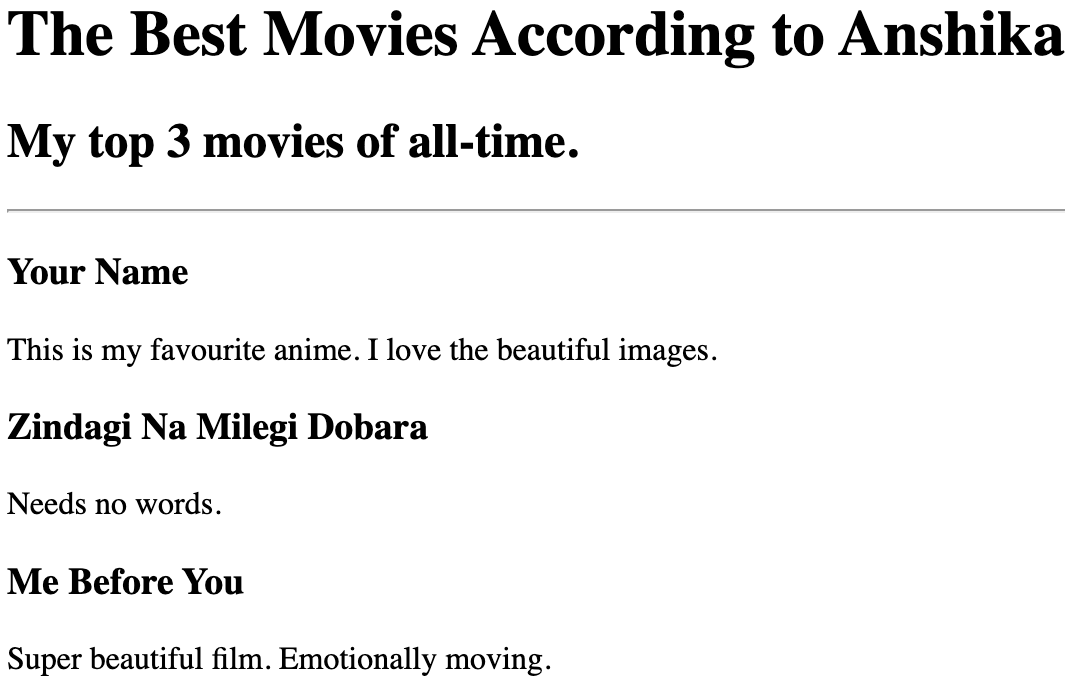 The Best Movies According to Anshika
My top 3 movies of all-time.
Your Name
This is my favourite anime. I love the beautiful images.
Zindagi Na Milegi Dobara
Needs no words.
Me Before You
Super beautiful film. Emotionally moving.